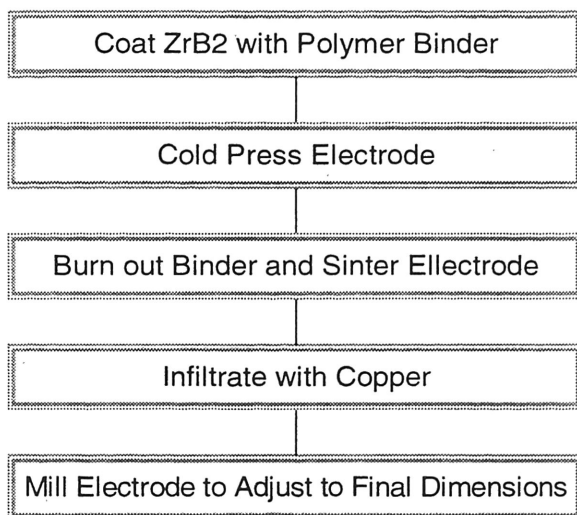 Coat ZrB2 with Polymer Binder
Cold Press Electrode
Burn out Binder and Sinter Ellectrode
Infiltrate with Copper
Mill Electrode to Adjust to Final Dimensions